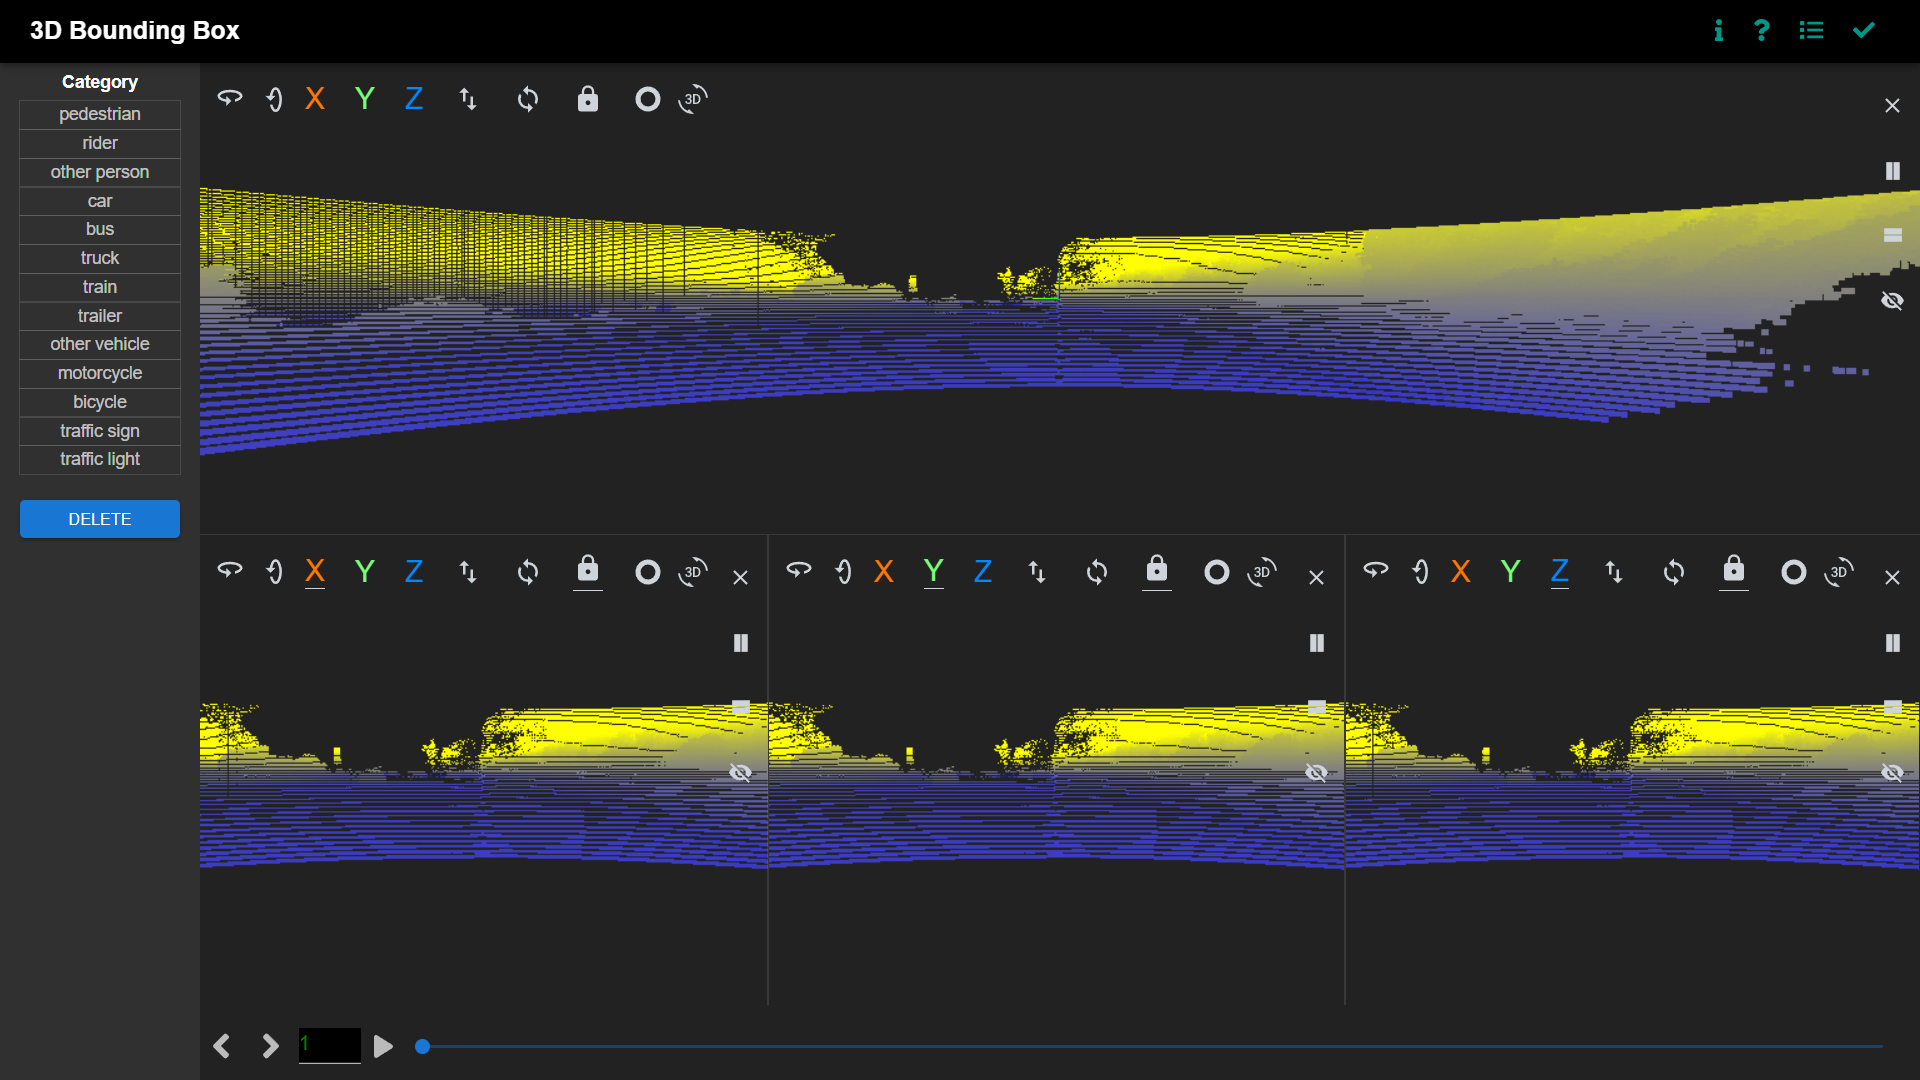 3D Bounding Box
Category
pedestrian
rider
other person
car
bus
truck
train
trailer
other vehicle
motorcycle
bicycle
traffic sign
traffic light
DELETE
X Y Z 3D
X Y Z 3D
X Y Z 3D
X Y Z 3D
1